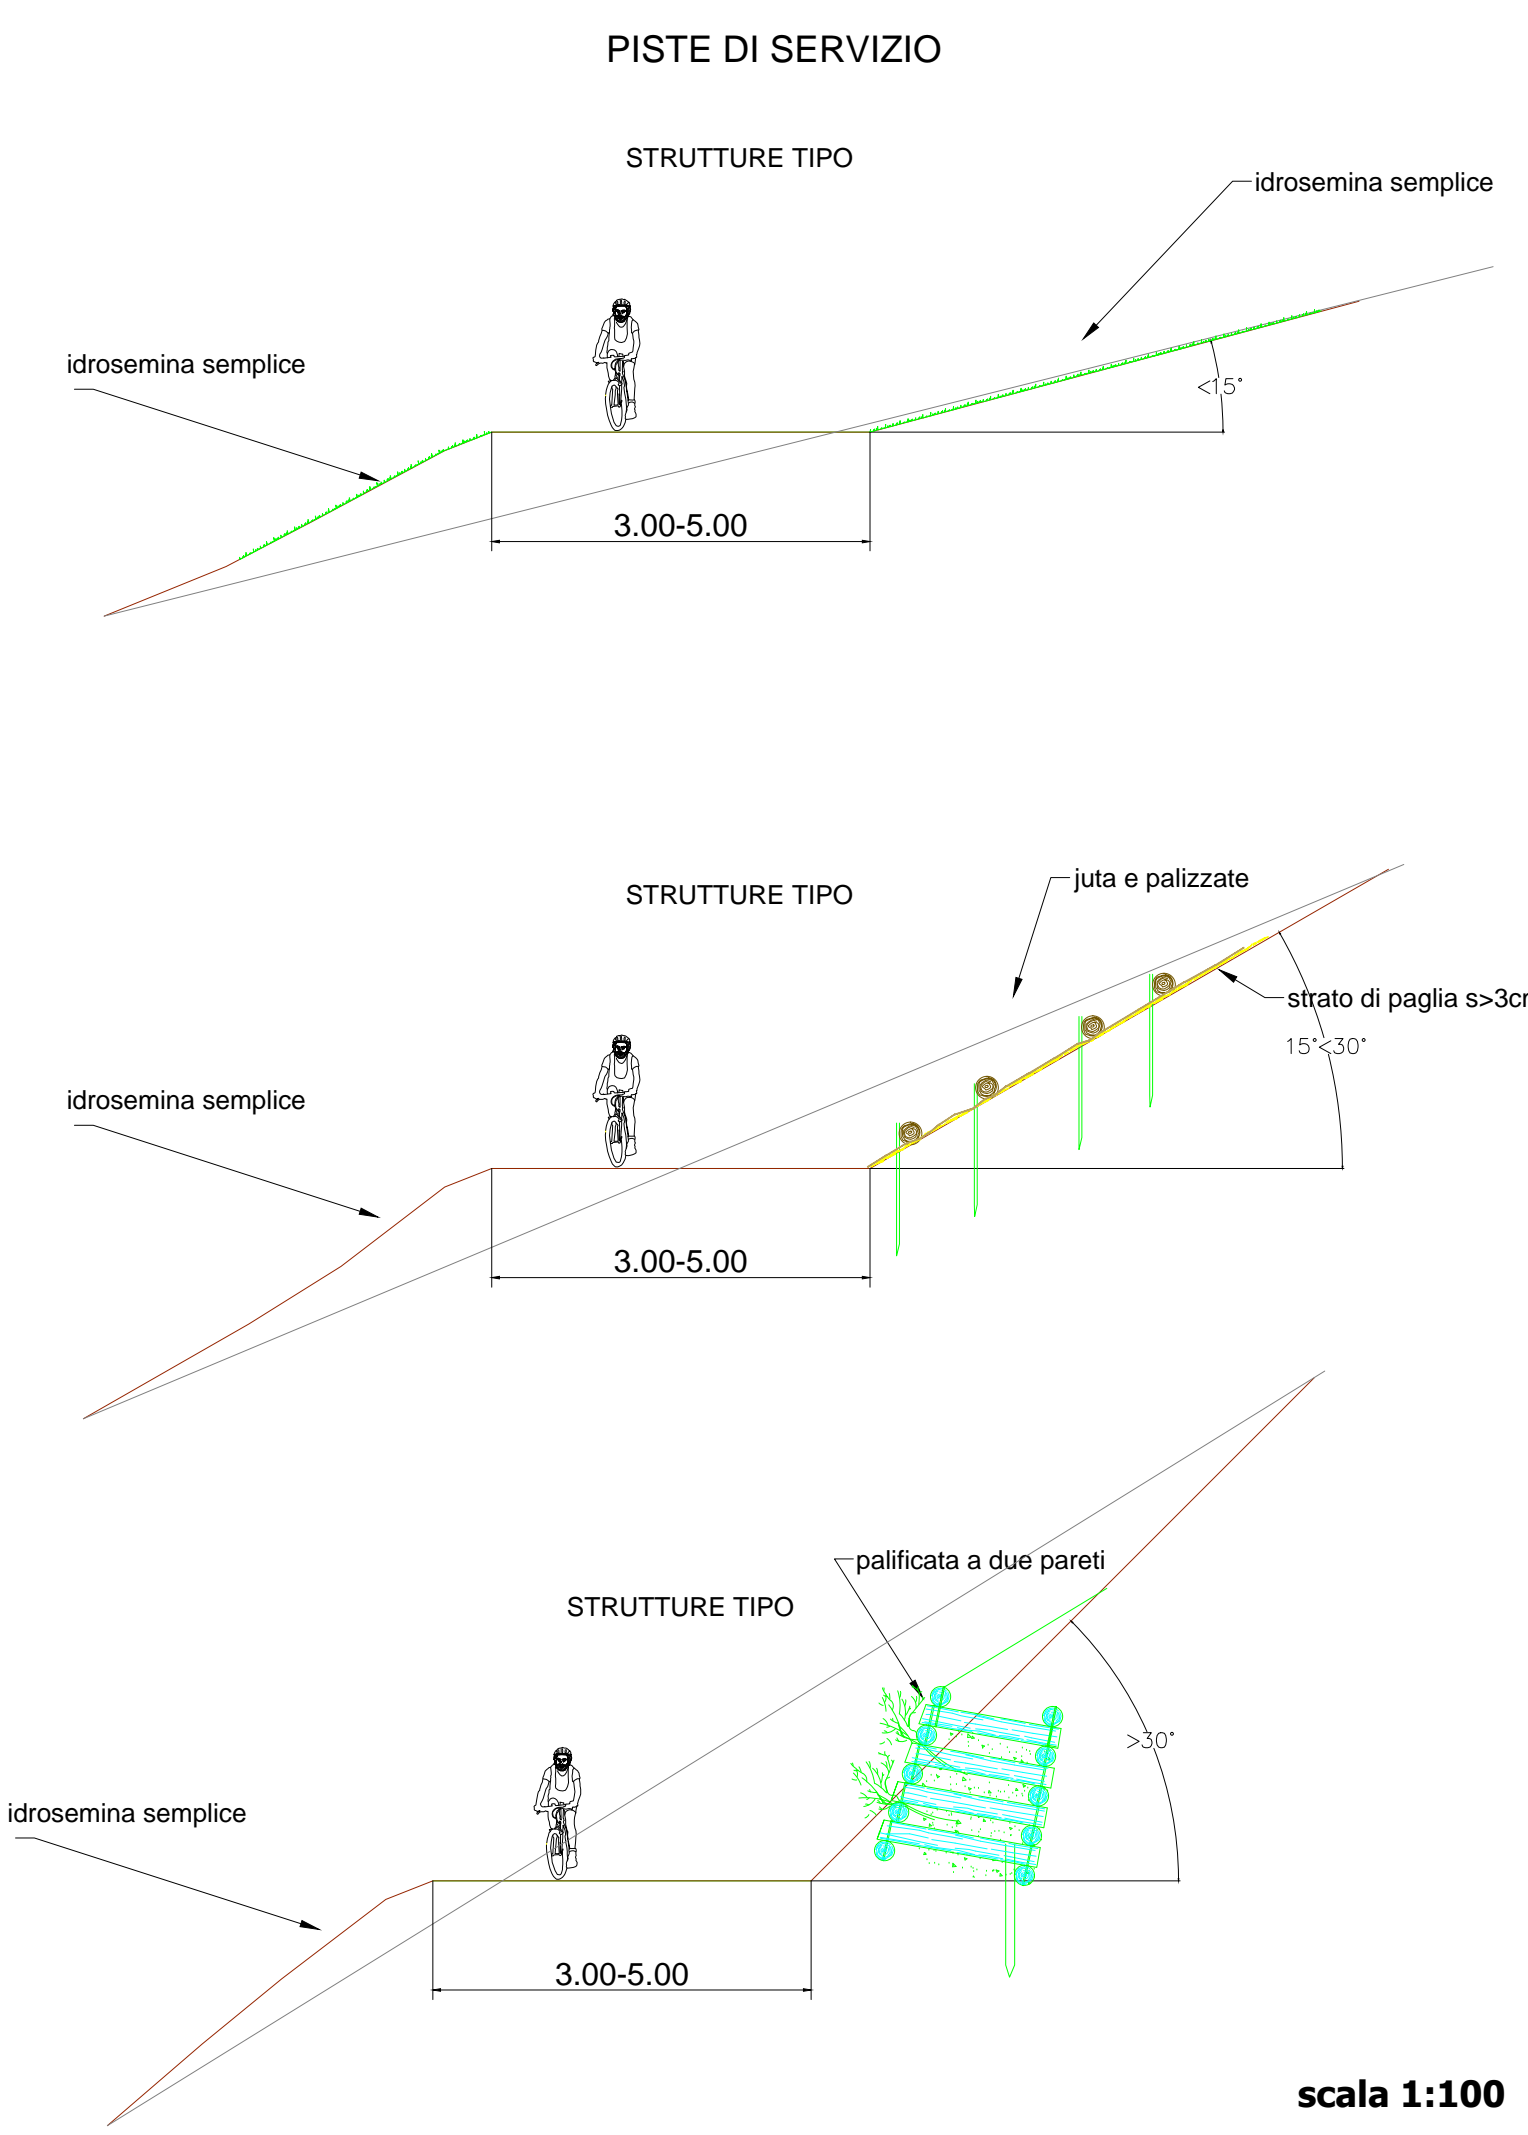 PISTE DI SERVIZIO
STRUTTURE TIPO
idrosemina semplice
idrosemina semplice
<15°
3.00-5.00
STRUTTURE TIPO
juta e palizzate
strato di paglia s>3cr
15°<30°
idrosemina semplice
3.00-5.00
palificata a due pareti
STRUTTURE TIPO
>30°
idrosemina semplice
3.00-5.00
scala 1:100